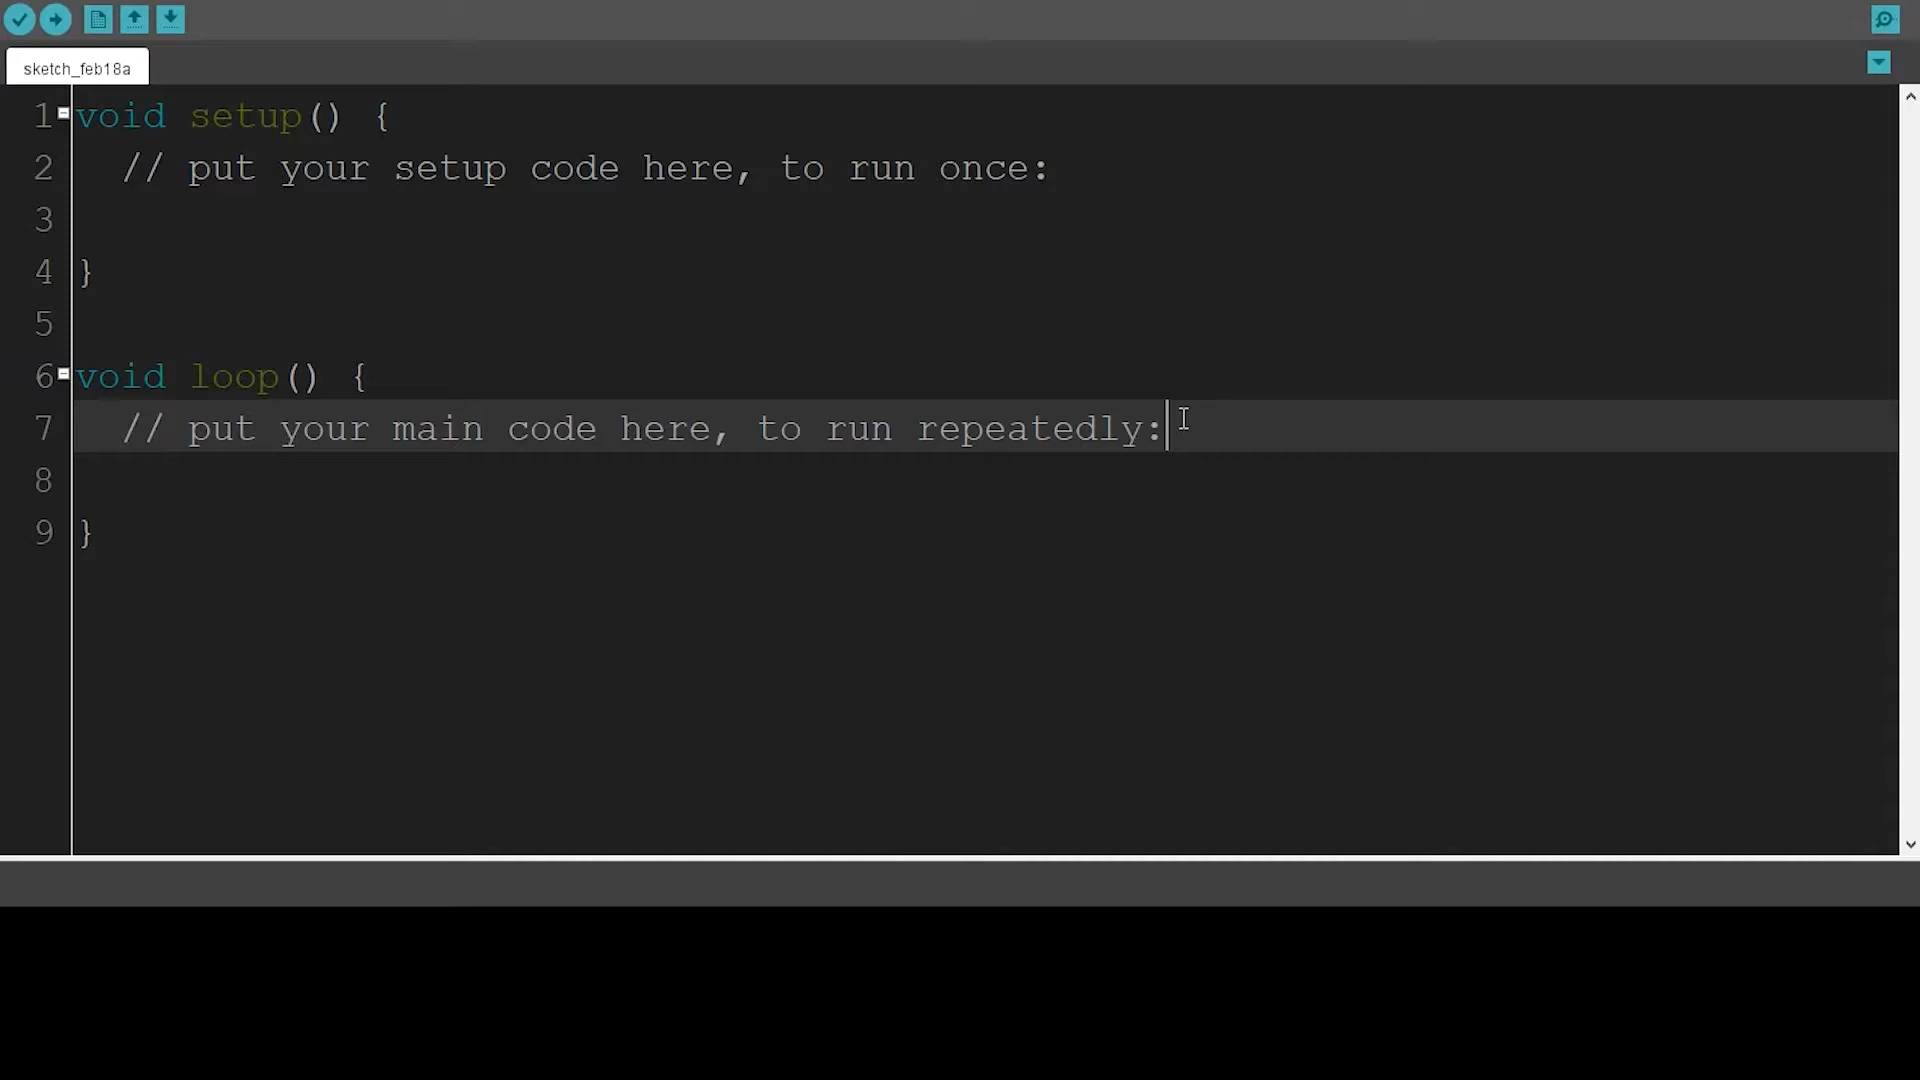 sketch_feb18a
1 void setup() {
2 // put your setup code here, to run once:
3
4 }
5
6 void loop() {
7 // put your main code here, to run repeatedly:
8
9 }